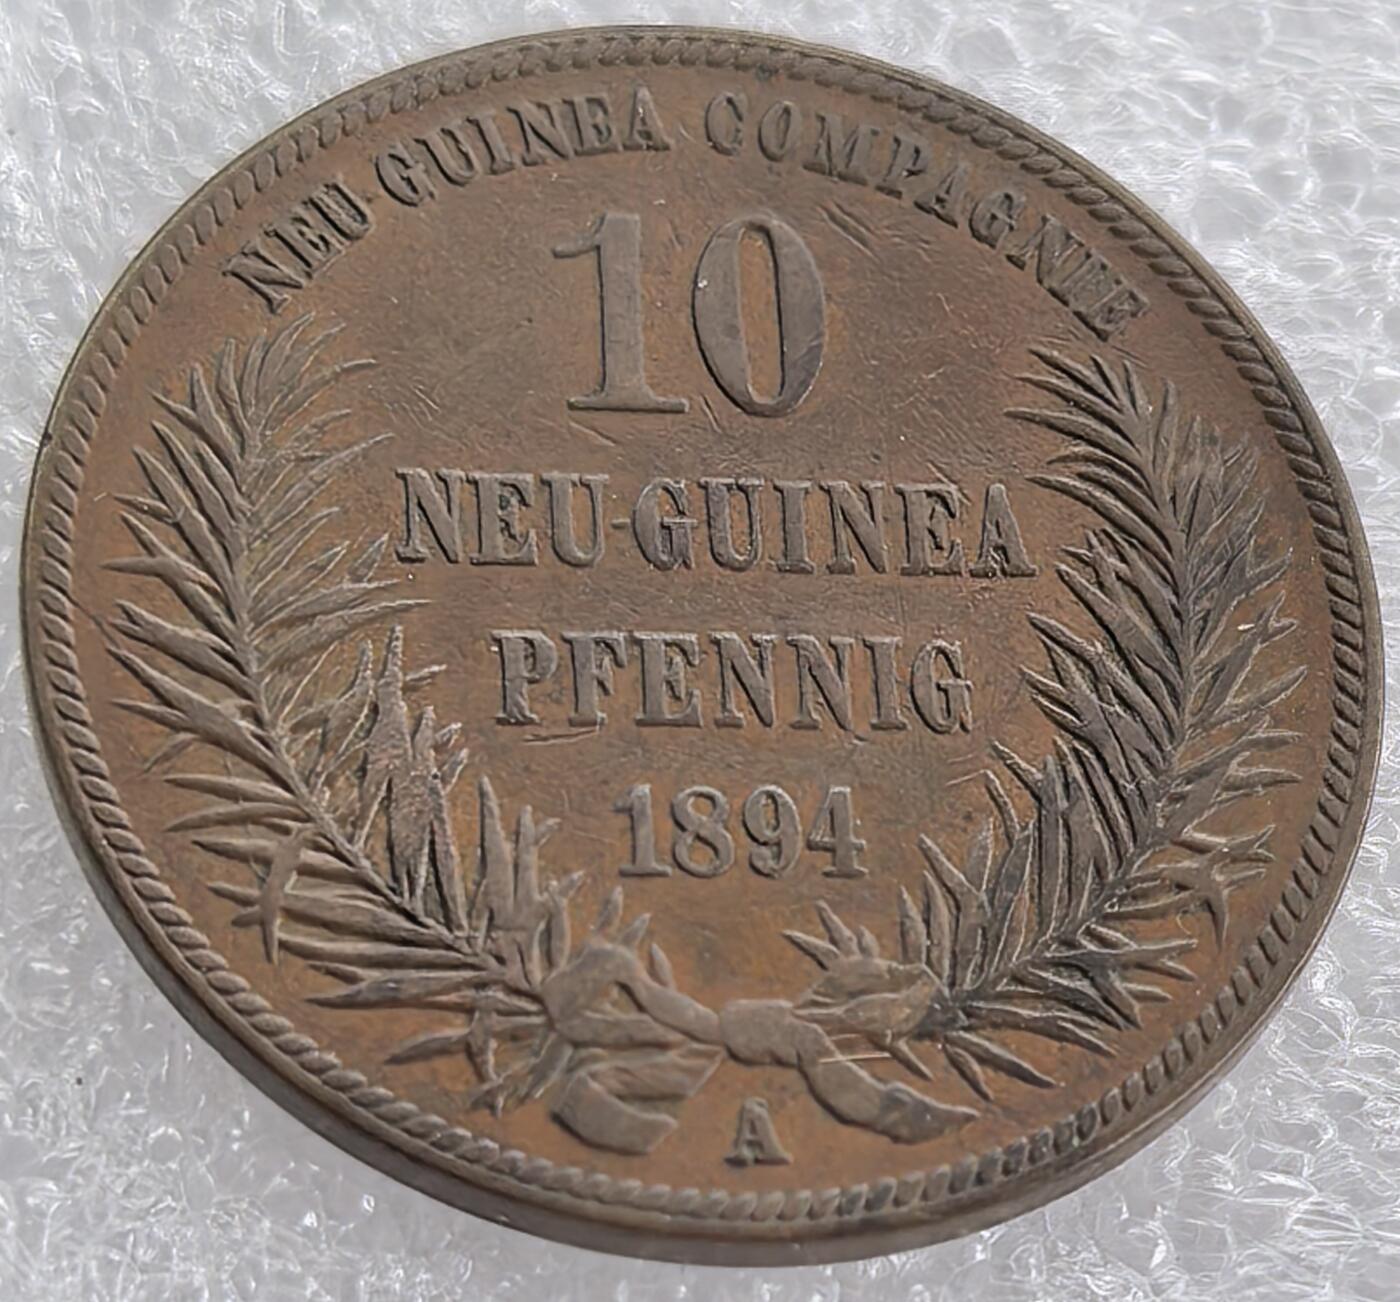 NEU GUINEA COMPAGNIE
10
NEU-GUINEA
PFENNIG
1894
A